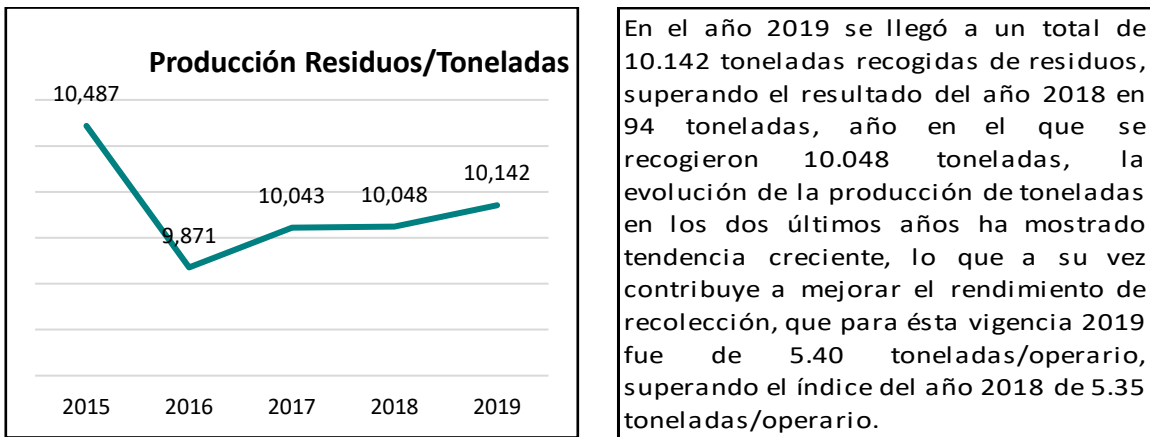 Producción Residuos/Toneladas
10,487
9,871
10,043
10,048
10,142
2015 2016 2017 2018 2019
En el año 2019 se llegó a un total de
10.142 toneladas recogidas de residuos,
superando el resultado del año 2018 en
94 toneladas, año en el que se
recogieron 10.048 toneladas, la
evolución de la producción de toneladas
en los dos últimos años ha mostrado
tendencia creciente, lo que a su vez
contribuye a mejorar el rendimiento de
recolección, que para ésta vigencia 2019
fue de 5.40 toneladas/operario,
superando el índice del año 2018 de 5.35
toneladas/operario.